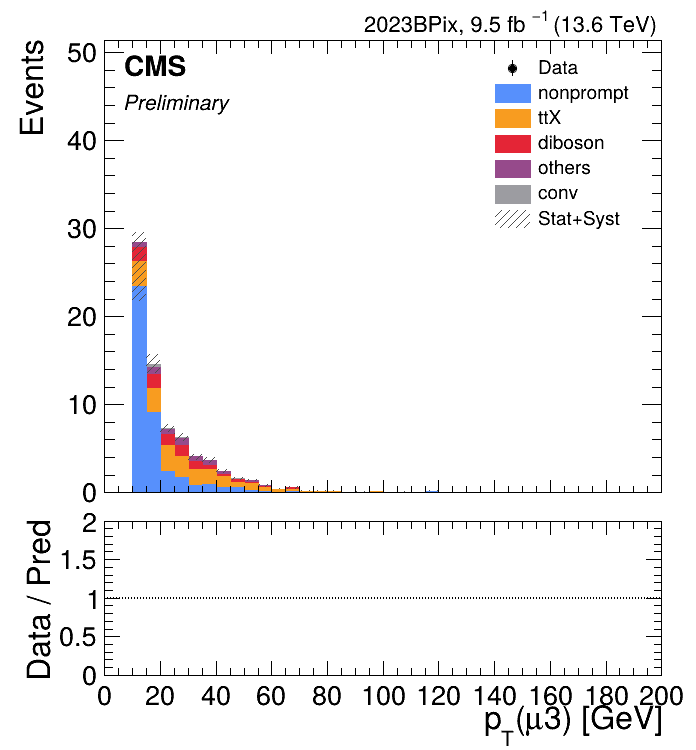 2023BPix, 9.5 fb⁻¹ (13.6 TeV)
CMS
Preliminary
Events
50
40
30
20
10
0
Data
nonprompt
ttX
diboson
others
conv
Stat+Syst
Data / Pred
2
1.5
1
0.5
0
0 20 40 60 80 100 120 140 160 180 200
p_T(μ3) [GeV]